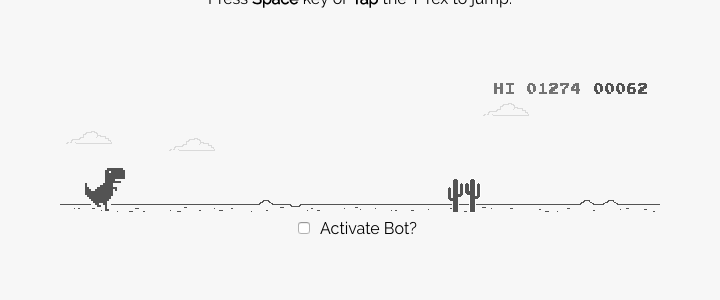 Press Space key or Tap the T-rex to jump.
HI 01274 00062
Activate Bot?